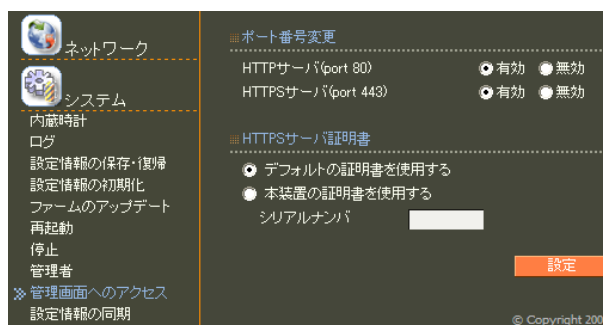 ネットワーク
システム
内蔵時計
ログ
設定情報の保存・復帰
設定情報の初期化
ファームのアップデート
再起動
停止
管理者
管理画面へのアクセス
設定情報の同期
ポート番号変更
HTTPサーバ(port 80) 有効 無効
HTTPSサーバ(port 443) 有効 無効
HTTPSサーバ証明書
デフォルトの証明書を使用する
本装置の証明書を使用する
シリアルナンバ
設定
© Copyright 200